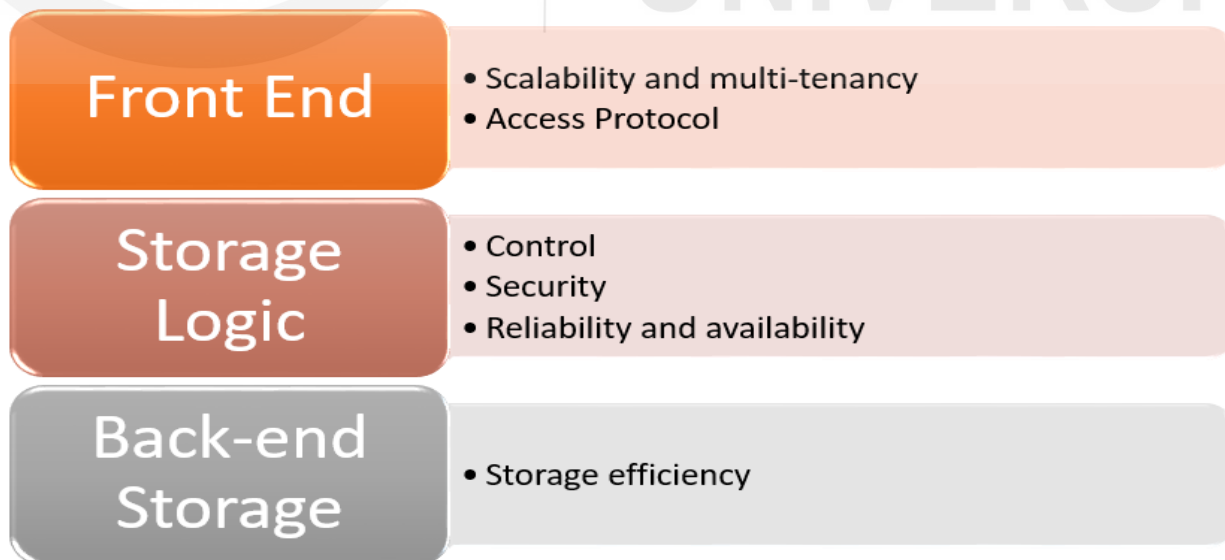 Front End
• Scalability and multi-tenancy
• Access Protocol
Storage
Logic
• Control
• Security
• Reliability and availability
Back-end
Storage
• Storage efficiency